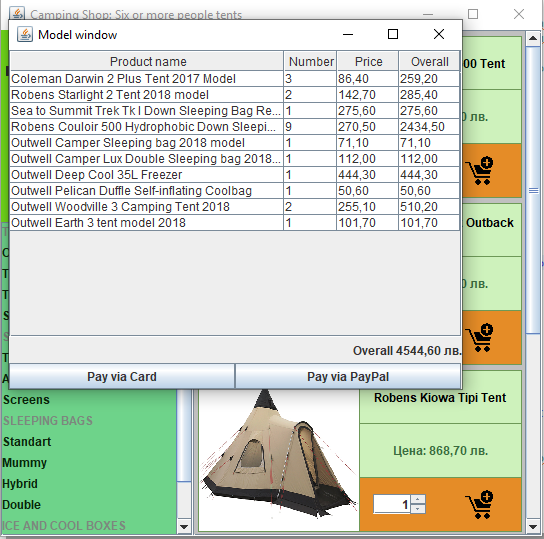 Camping Shop: Six or more people tents
Model window
Product name Number Price Overall
Coleman Darwin 2 Plus Tent 2017 Model 3 86,40 259,20
Robens Starlight 2 Tent 2018 model 2 142,70 285,40
Sea to Summit Trek Tk I Down Sleeping Bag Re... 1 275,60 275,60
Robens Couloir 500 Hydrophobic Down Sleepi... 9 270,50 2434,50
Outwell Camper Sleeping bag 2018 model 1 71,10 71,10
Outwell Camper Lux Double Sleeping bag 2018... 1 112,00 112,00
Outwell Deep Cool 35L Freezer 1 444,30 444,30
Outwell Pelican Duffle Self-inflating Coolbag 1 50,60 50,60
Outwell Woodville 3 Camping Tent 2018 2 255,10 510,20
Outwell Earth 3 tent model 2018 1 101,70 101,70
Overall 4544,60 лв.
Pay via Card Pay via PayPal
00 Tent
0 лв.
Outback
0 лв.
Screens
SLEEPING BAGS
Standart
Mummy
Hybrid
Double
ICE AND COOL BOXES
Robens Kiowa Tipi Tent
Цена: 868,70 лв.
1